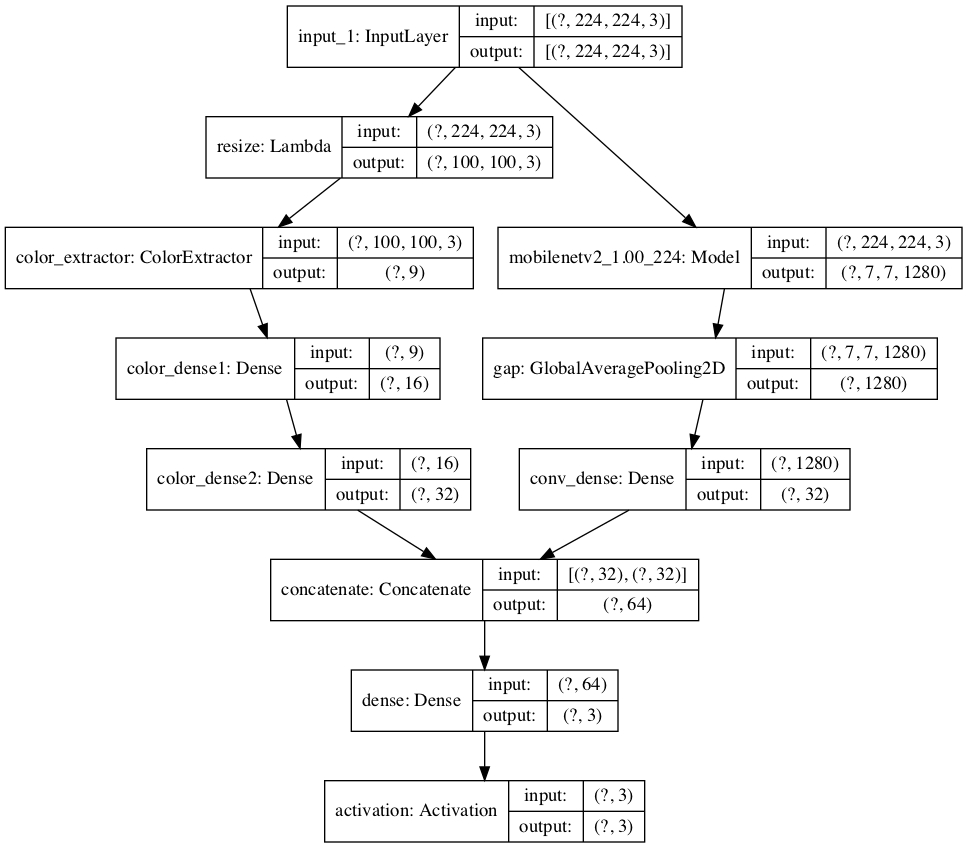 input_1: InputLayer
input: [(?, 224, 224, 3)]
output: [(?, 224, 224, 3)]
resize: Lambda
input: (?, 224, 224, 3)
output: (?, 100, 100, 3)
color_extractor: ColorExtractor
input: (?, 100, 100, 3)
output: (?, 9)
mobilenetv2_1.00_224: Model
input: (?, 224, 224, 3)
output: (?, 7, 7, 1280)
color_dense1: Dense
input: (?, 9)
output: (?, 16)
gap: GlobalAveragePooling2D
input: (?, 7, 7, 1280)
output: (?, 1280)
color_dense2: Dense
input: (?, 16)
output: (?, 32)
conv_dense: Dense
input: (?, 1280)
output: (?, 32)
concatenate: Concatenate
input: [(?, 32), (?, 32)]
output: (?, 64)
dense: Dense
input: (?, 64)
output: (?, 3)
activation: Activation
input: (?, 3)
output: (?, 3)